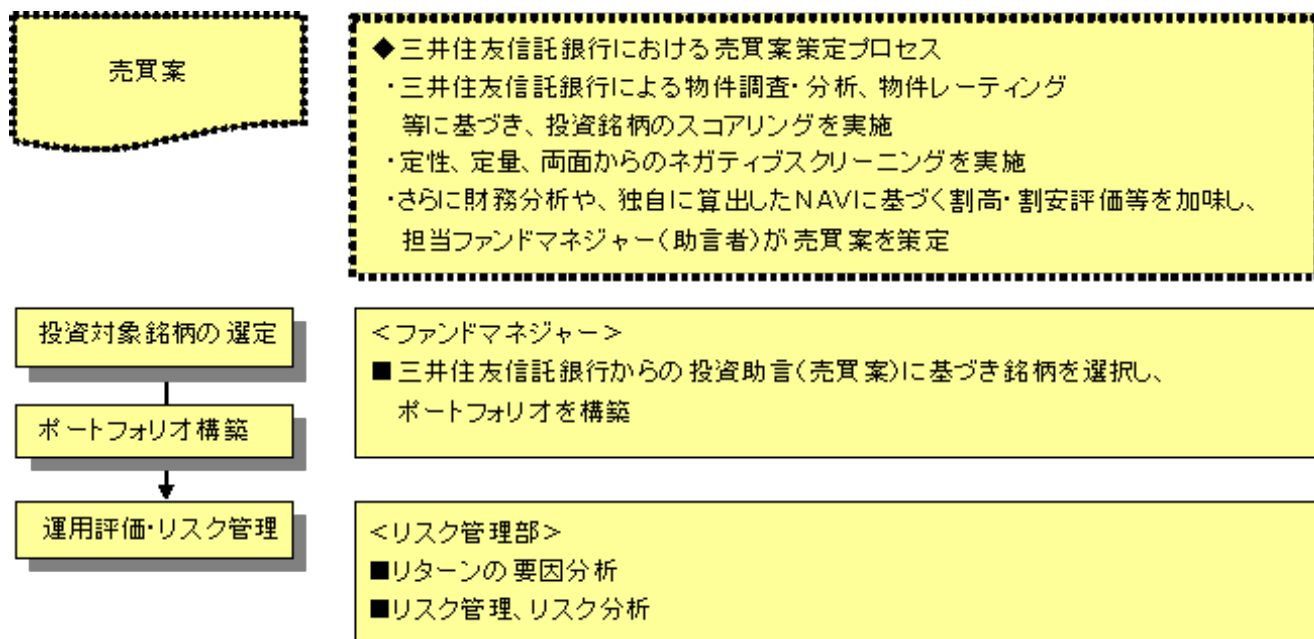 売買案
◆三井住友信託銀行における売買案策定プロセス
・三井住友信託銀行による物件調査・分析、物件レーティング
等に基づき、投資銘柄のスコアリングを実施
・定性、定量、両面からのネガティブスクリーニングを実施
・さらに財務分析や、独自に算出したNAVに基づく割高・割安評価等を加味し、
担当ファンドマネジャー（助言者）が売買案を策定
投資対象銘柄の選定
ポートフォリオ構築
＜ファンドマネジャー＞
■三井住友信託銀行からの投資助言（売買案）に基づき銘柄を選択し、
ポートフォリオを構築
運用評価・リスク管理
＜リスク管理部＞
■リターンの要因分析
■リスク管理、リスク分析